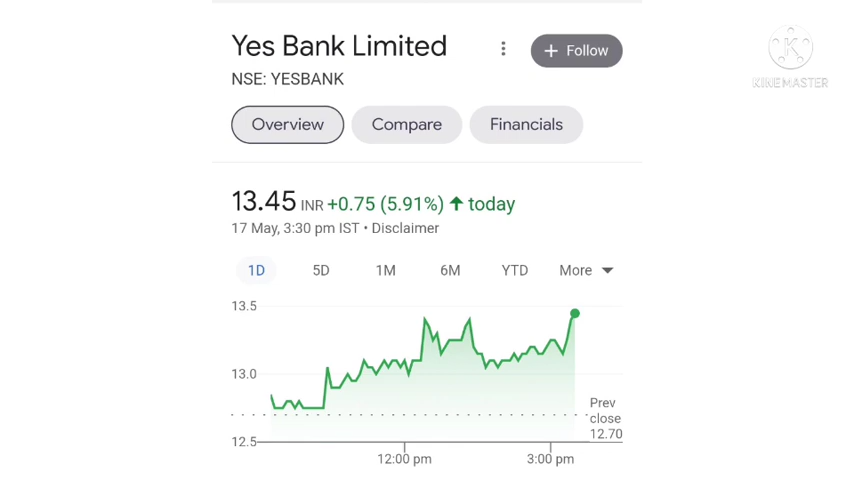 Yes Bank Limited
+ Follow
NSE: YESBANK
Overview
Compare
Financials
13.45 INR +0.75 (5.91%) ↑ today
17 May, 3:30 pm IST • Disclaimer
1D
5D
1M
6M
YTD
More
13.5
13.0
12.5
Prev
close
12.70
12:00 pm
3:00 pm
K
KINEMASTER